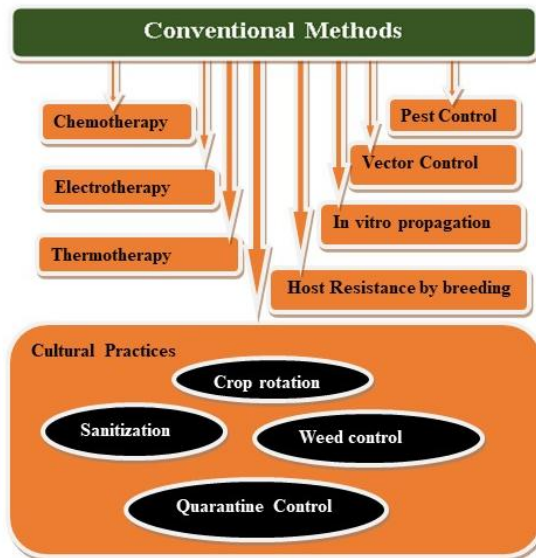 Conventional Methods
Chemotherapy
Pest Control
Vector Control
Electrotherapy
In vitro propagation
Thermotherapy
Host Resistance by breeding
Cultural Practices
Crop rotation
Sanitization
Weed control
Quarantine Control